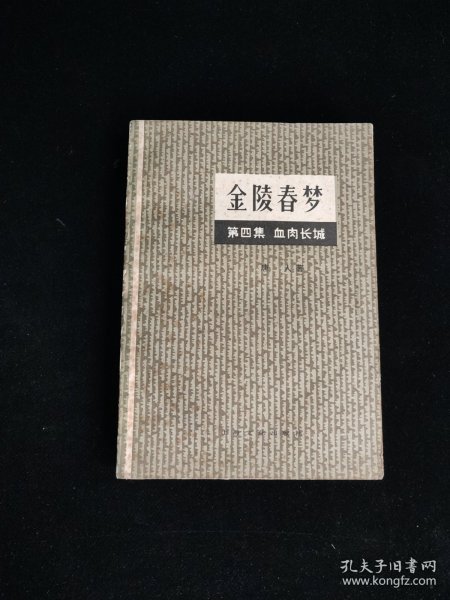 金陵春梦
第四集 血肉长城
唐 人著
孔夫子旧书网
www.kongfz.com